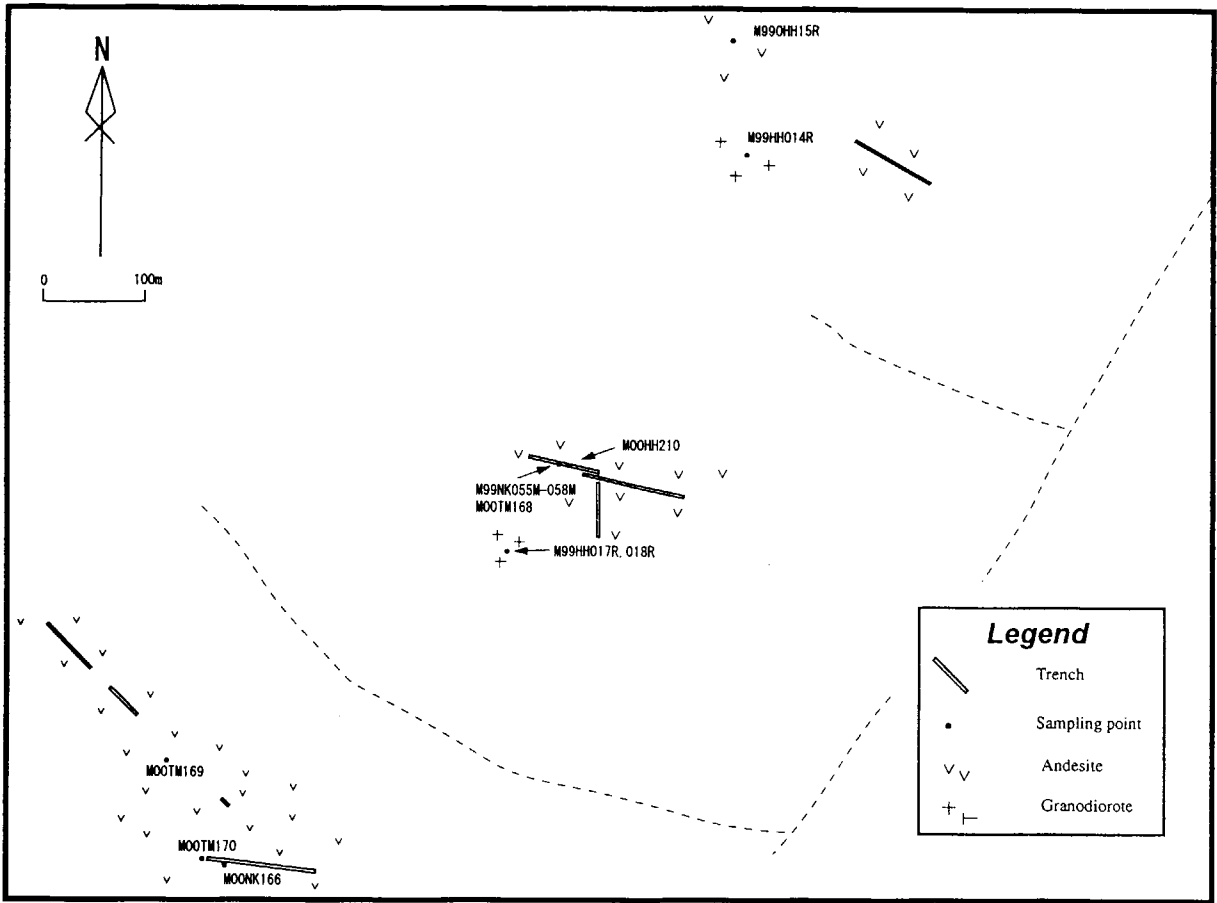 M990HH15R
N
M99HH014R
0 100m
M00HH210
M99NK055M-058M
M00TM168
M99HH017R, 018R
Legend
Trench
Sampling point
Andesite
Granodiorote
M00TM169
M00TM170
M00NK166